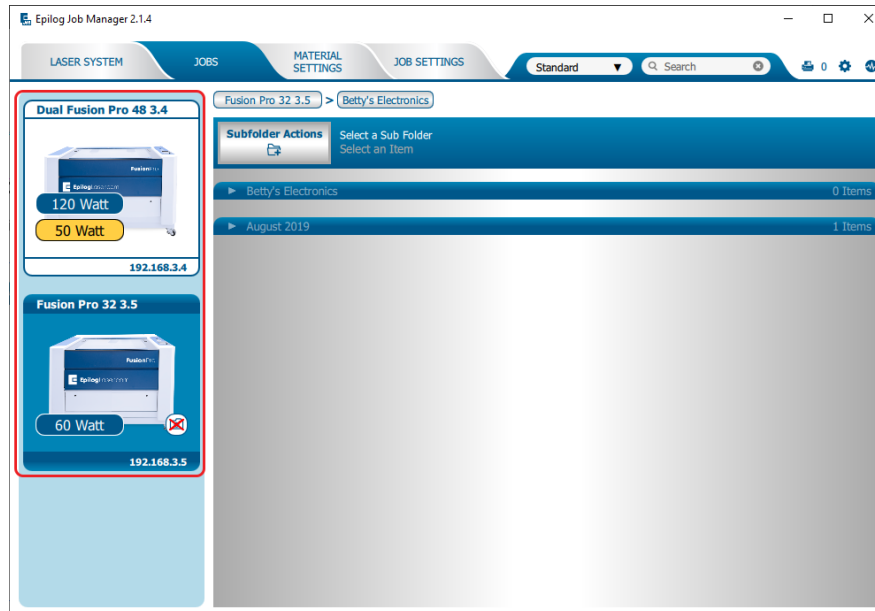 Epilog Job Manager 2.1.4
LASER SYSTEM
JOBS
MATERIAL
SETTINGS
JOB SETTINGS
Standard
Search
0
Dual Fusion Pro 48 3.4
FusionPro
120 Watt
50 Watt
192.168.3.4
Fusion Pro 32 3.5
FusionPro
60 Watt
192.168.3.5
Fusion Pro 32 3.5 > Betty's Electronics
Subfolder Actions
Select a Sub Folder
Select an Item
Betty's Electronics 0 Items
August 2019 1 Items